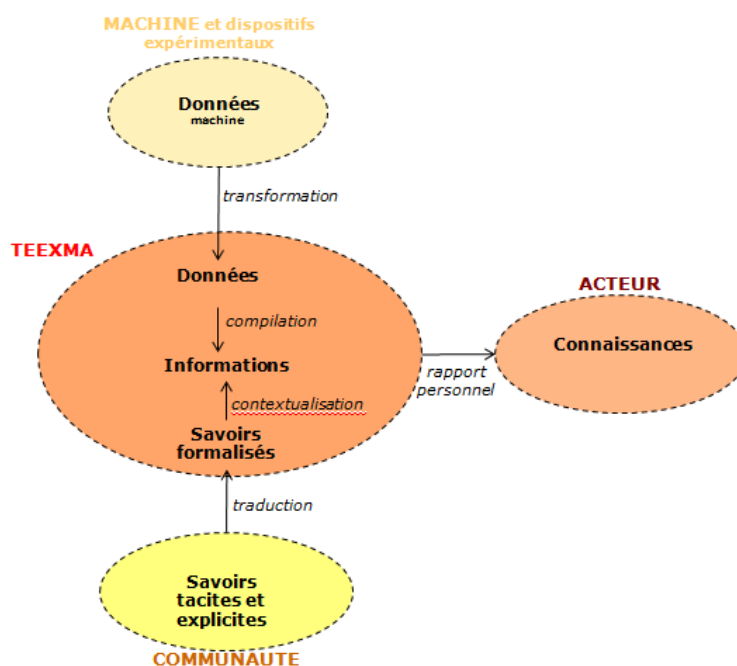 MACHINE et dispositifs
expérimentaux
Données
machine
transformation
TEEXMA
Données
compilation
Informations
contextualisation
Savoirs
formalisés
ACTEUR
Connaissances
rapport
personnel
traduction
Savoirs
tacites et
explicites
COMMUNAUTE